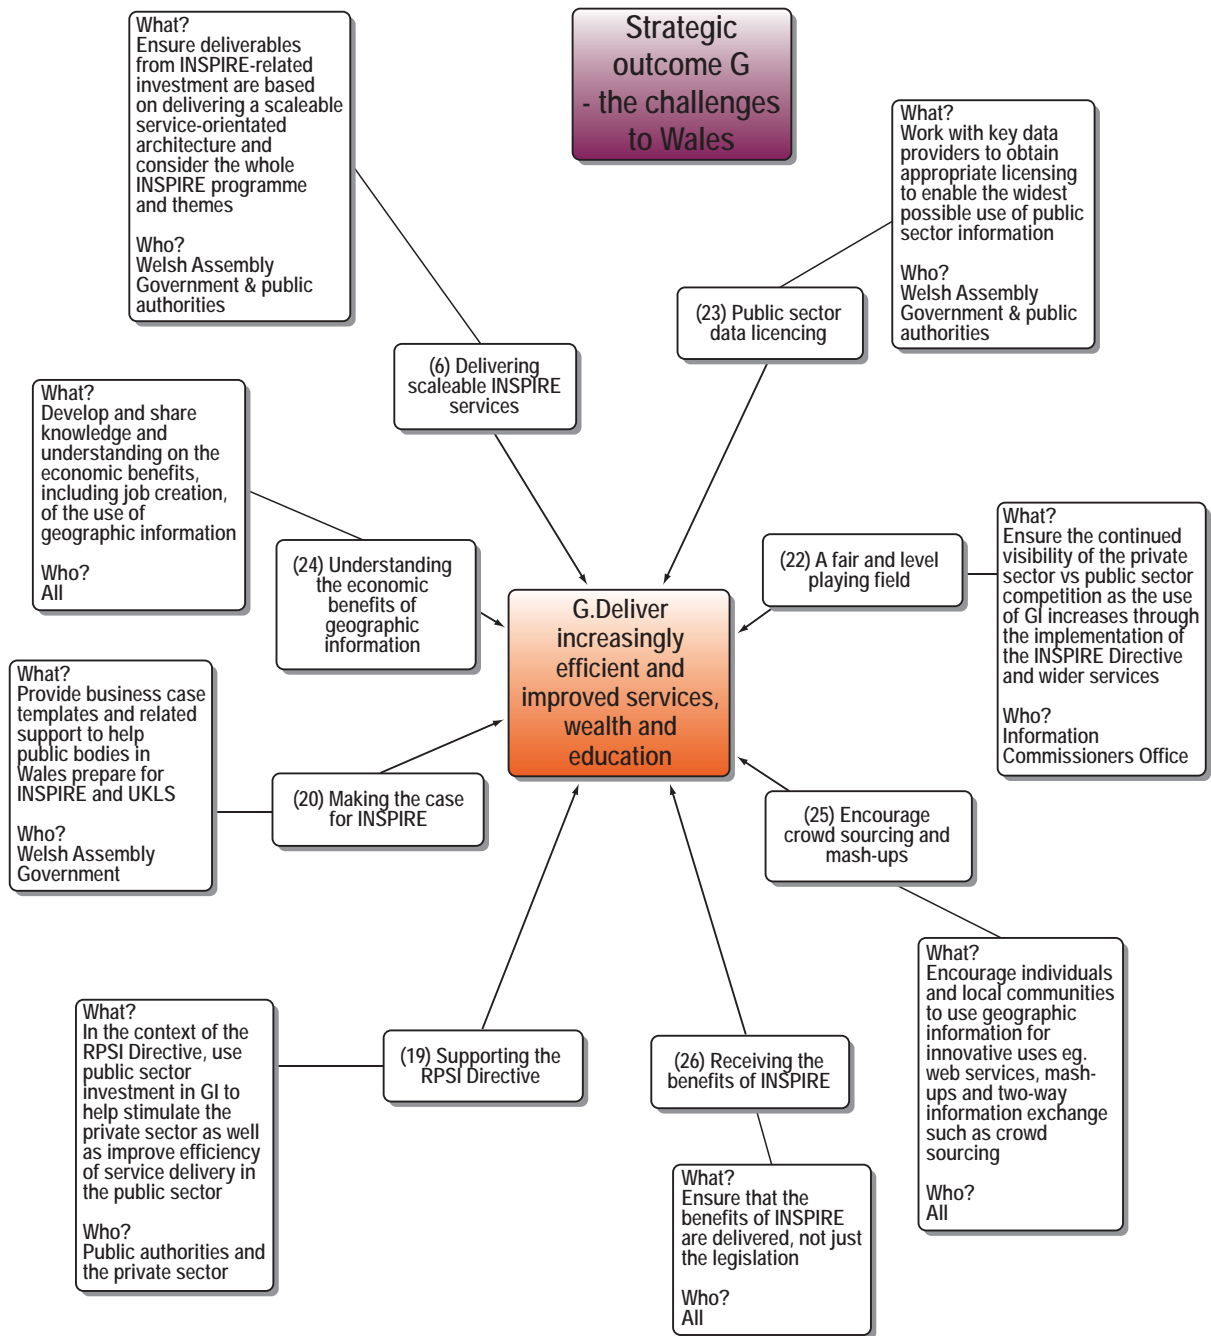 Strategic
outcome G
- the challenges
to Wales
What?
Ensure deliverables
from INSPIRE-related
investment are based
on delivering a scaleable
service-orientated
architecture and
consider the whole
INSPIRE programme
and themes
Who?
Welsh Assembly
Government & public
authorities
(6) Delivering
scaleable INSPIRE
services
What?
Work with key data
providers to obtain
appropriate licensing
to enable the widest
possible use of public
sector information
Who?
Welsh Assembly
Government & public
authorities
(23) Public sector
data licencing
What?
Develop and share
knowledge and
understanding on the
economic benefits,
including job creation,
of the use of
geographic information
Who?
All
(24) Understanding
the economic
benefits of
geographic
information
What?
Ensure the continued
visibility of the private
sector vs public sector
competition as the use
of GI increases through
the implementation of
the INSPIRE Directive
and wider services
Who?
Information
Commissioners Office
(22) A fair and level
playing field
G.Deliver
increasingly
efficient and
improved services,
wealth and
education
What?
Provide business case
templates and related
support to help
public bodies in
Wales prepare for
INSPIRE and UKLS
Who?
Welsh Assembly
Government
(20) Making the case
for INSPIRE
(25) Encourage
crowd sourcing and
mash-ups
What?
Encourage individuals
and local communities
to use geographic
information for
innovative uses eg.
web services, mash-
ups and two-way
information exchange
such as crowd
sourcing
Who?
All
What?
In the context of the
RPSI Directive, use
public sector
investment in GI to
help stimulate the
private sector as well
as improve efficiency
of service delivery in
the public sector
Who?
Public authorities and
the private sector
(19) Supporting the
RPSI Directive
(26) Receiving the
benefits of INSPIRE
What?
Ensure that the
benefits of INSPIRE
are delivered, not just
the legislation
Who?
All